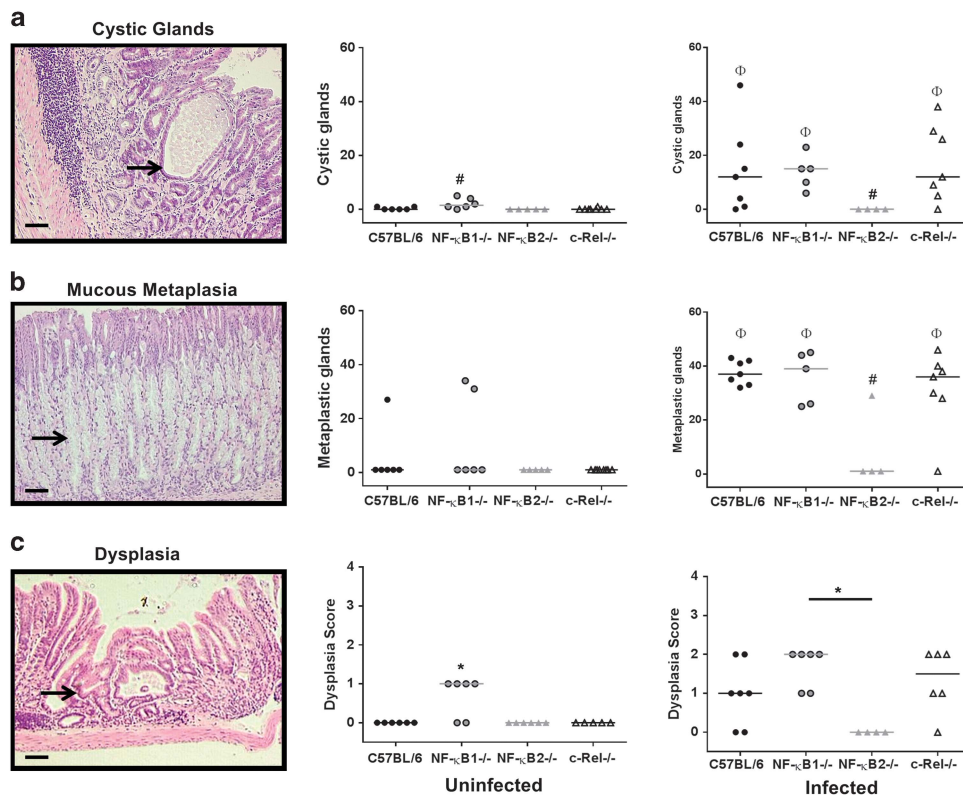 a
Cystic Glands
Cystic glands
60
40
20
0
#
C57BL/6 NF-κB1-/- NF-κB2-/- c-Rel-/-
Cystic glands
60
40
20
0
Φ Φ # Φ
C57BL/6 NF-κB1-/- NF-κB2-/- c-Rel-/-
b
Mucous Metaplasia
Metaplastic glands
60
40
20
0
C57BL/6 NF-κB1-/- NF-κB2-/- c-Rel-/-
Metaplastic glands
60
40
20
0
Φ Φ # Φ
C57BL/6 NF-κB1-/- NF-κB2-/- c-Rel-/-
c
Dysplasia
Dysplasia Score
4
3
2
1
0
*
C57BL/6 NF-κB1-/- NF-κB2-/- c-Rel-/-
Uninfected
Dysplasia Score
4
3
2
1
0
*
C57BL/6 NF-κB1-/- NF-κB2-/- c-Rel-/-
Infected